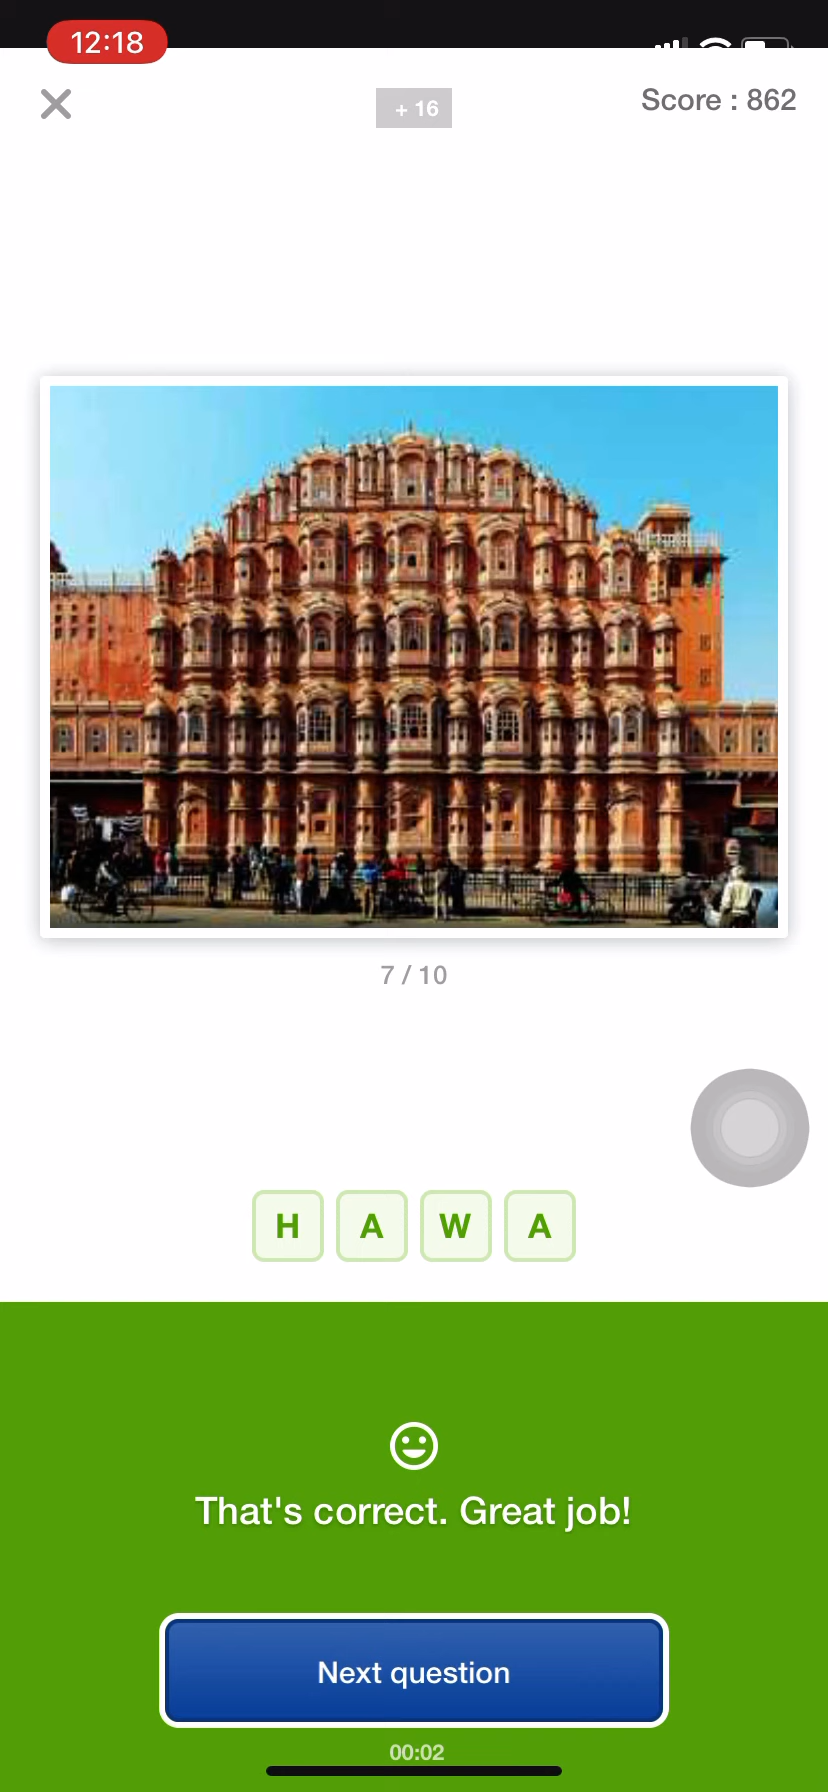 12:18
+ 16
Score : 862
7 / 10
H A W A
That's correct. Great job!
Next question
00:02